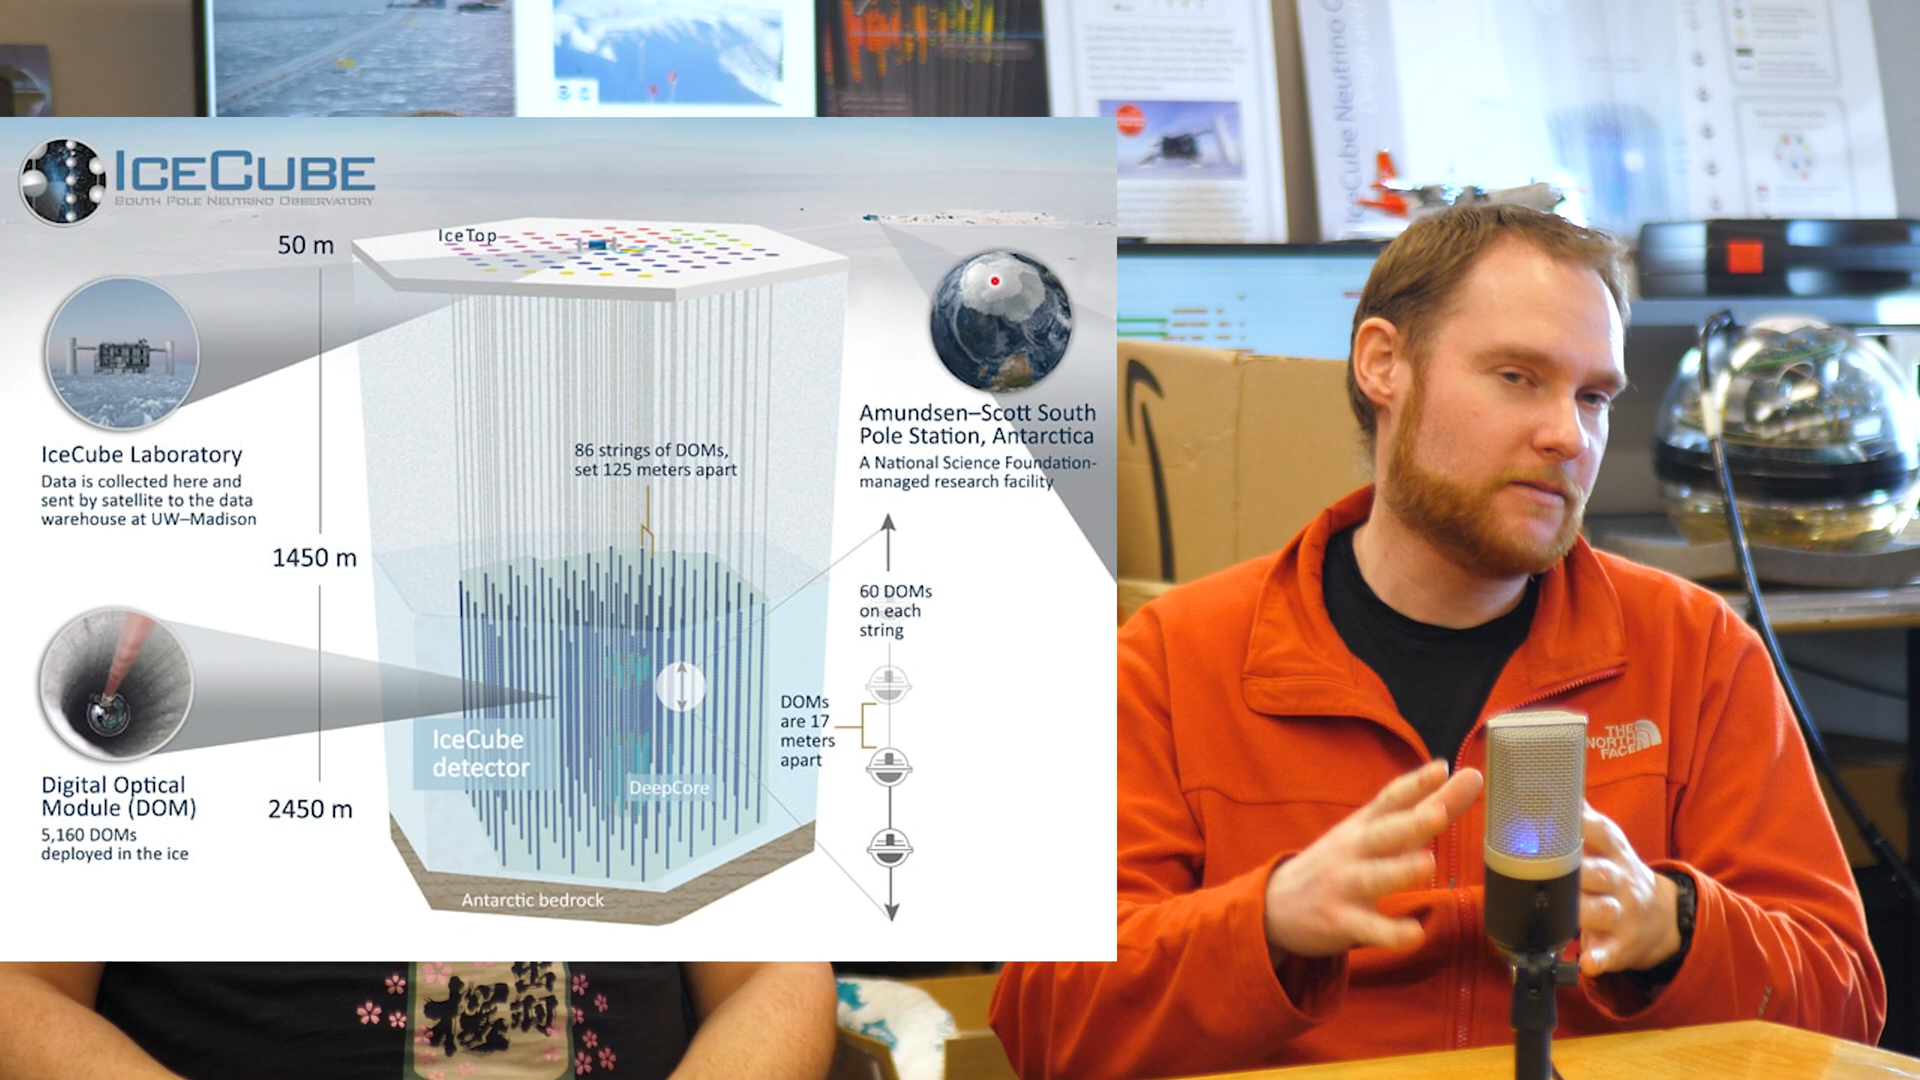 IceCube Neutrino
ICECUBE
SOUTH POLE NEUTRINO OBSERVATORY
50 m
IceTop
IceCube Laboratory
Data is collected here and
sent by satellite to the data
warehouse at UW–Madison
86 strings of DOMs,
set 125 meters apart
Amundsen–Scott South
Pole Station, Antarctica
A National Science Foundation-
managed research facility
1450 m
60 DOMs
on each
string
DOMs
are 17
meters
apart
IceCube
detector
DeepCore
Digital Optical
Module (DOM)
5,160 DOMs
deployed in the ice
2450 m
Antarctic bedrock
THE
NORTH
FACE
出羽
桜